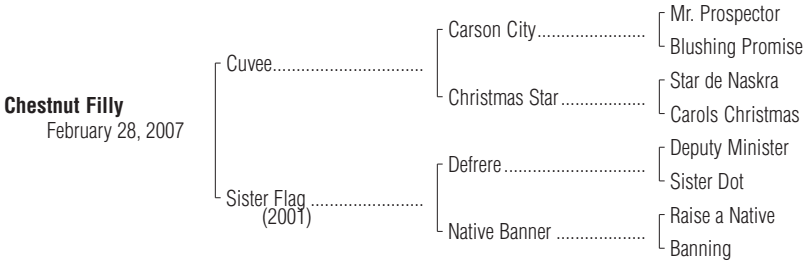 Chestnut Filly
February 28, 2007
Cuvee..............................
Sister Flag ......................
(2001)
Carson City.....................
Christmas Star.................
Defrere...........................
Native Banner .................
Mr. Prospector
Blushing Promise
Star de Naskra
Carols Christmas
Deputy Minister
Sister Dot
Raise a Native
Banning